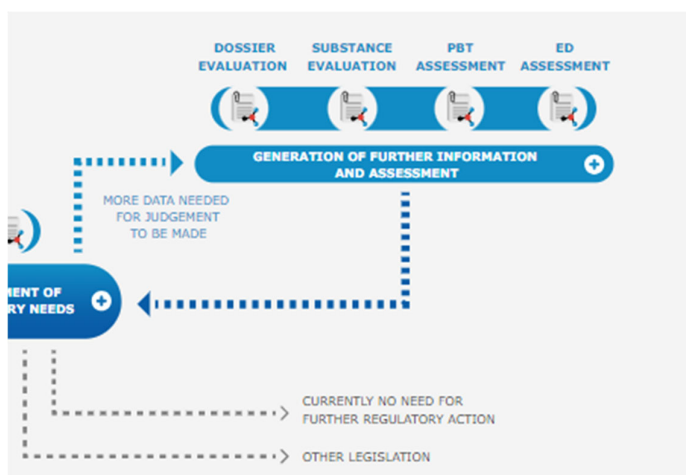 DOSSIER
EVALUATION
SUBSTANCE
EVALUATION
PBT
ASSESSMENT
ED
ASSESSMENT
GENERATION OF FURTHER INFORMATION
AND ASSESSMENT
MORE DATA NEEDED
FOR JUDGEMENT
TO BE MADE
MENT OF
RY NEEDS
CURRENTLY NO NEED FOR
FURTHER REGULATORY ACTION
OTHER LEGISLATION